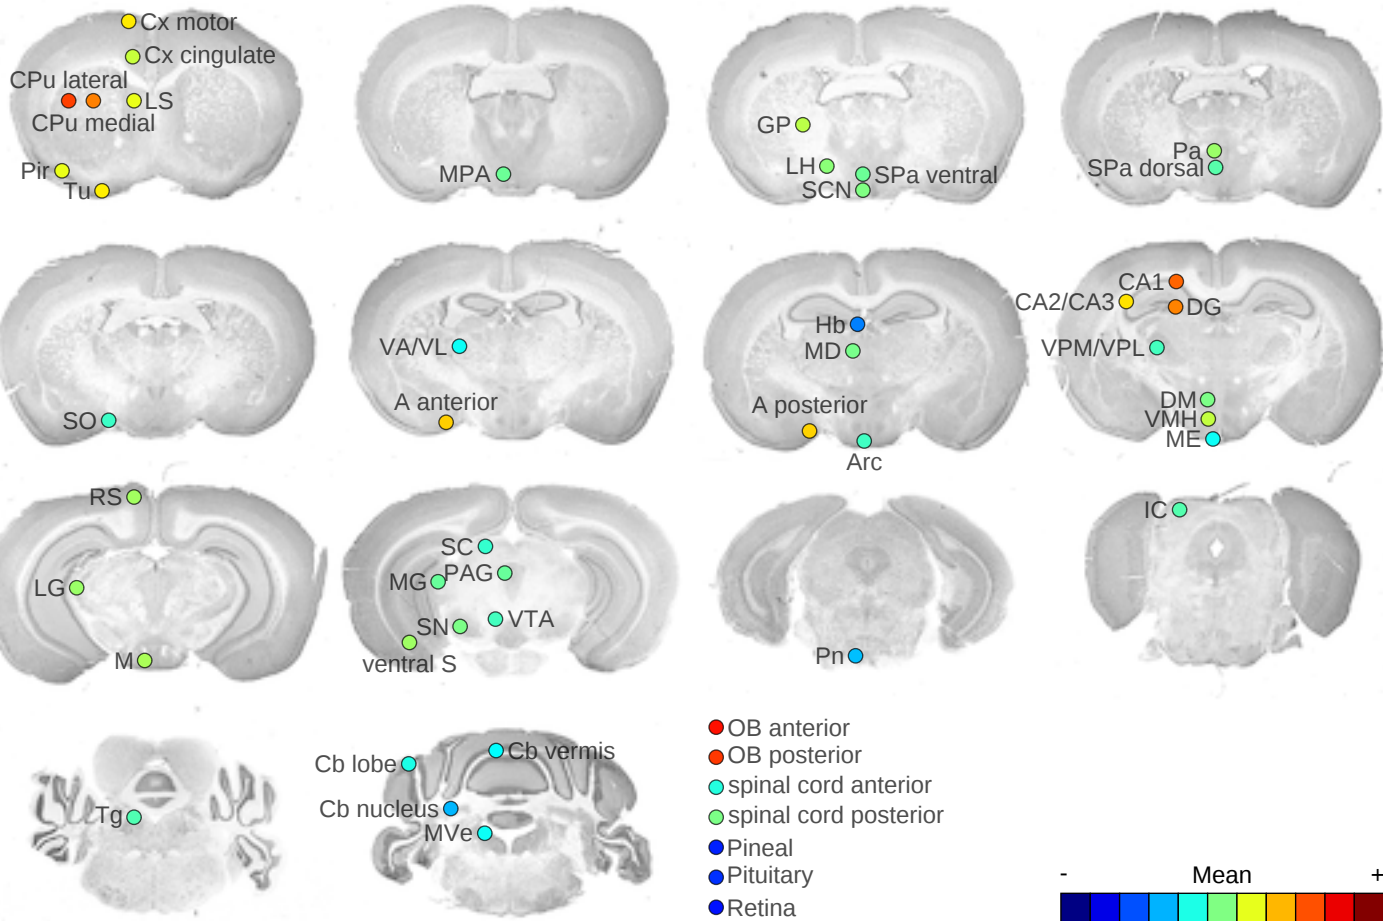 Cx motor
Cx cingulate
CPu lateral
LS
CPu medial
Pir
Tu
MPA
GP
LH
SPa ventral
SCN
Pa
SPa dorsal
SO
VA/VL
A anterior
Hb
MD
A posterior
Arc
CA1
CA2/CA3
DG
VPM/VPL
DM
VMH
ME
RS
LG
M
SC
PAG
MG
VTA
SN
ventral S
Pn
IC
Tg
Cb lobe
Cb vermis
Cb nucleus
MVe
OB anterior
OB posterior
spinal cord anterior
spinal cord posterior
Pineal
Pituitary
Retina
- Mean +